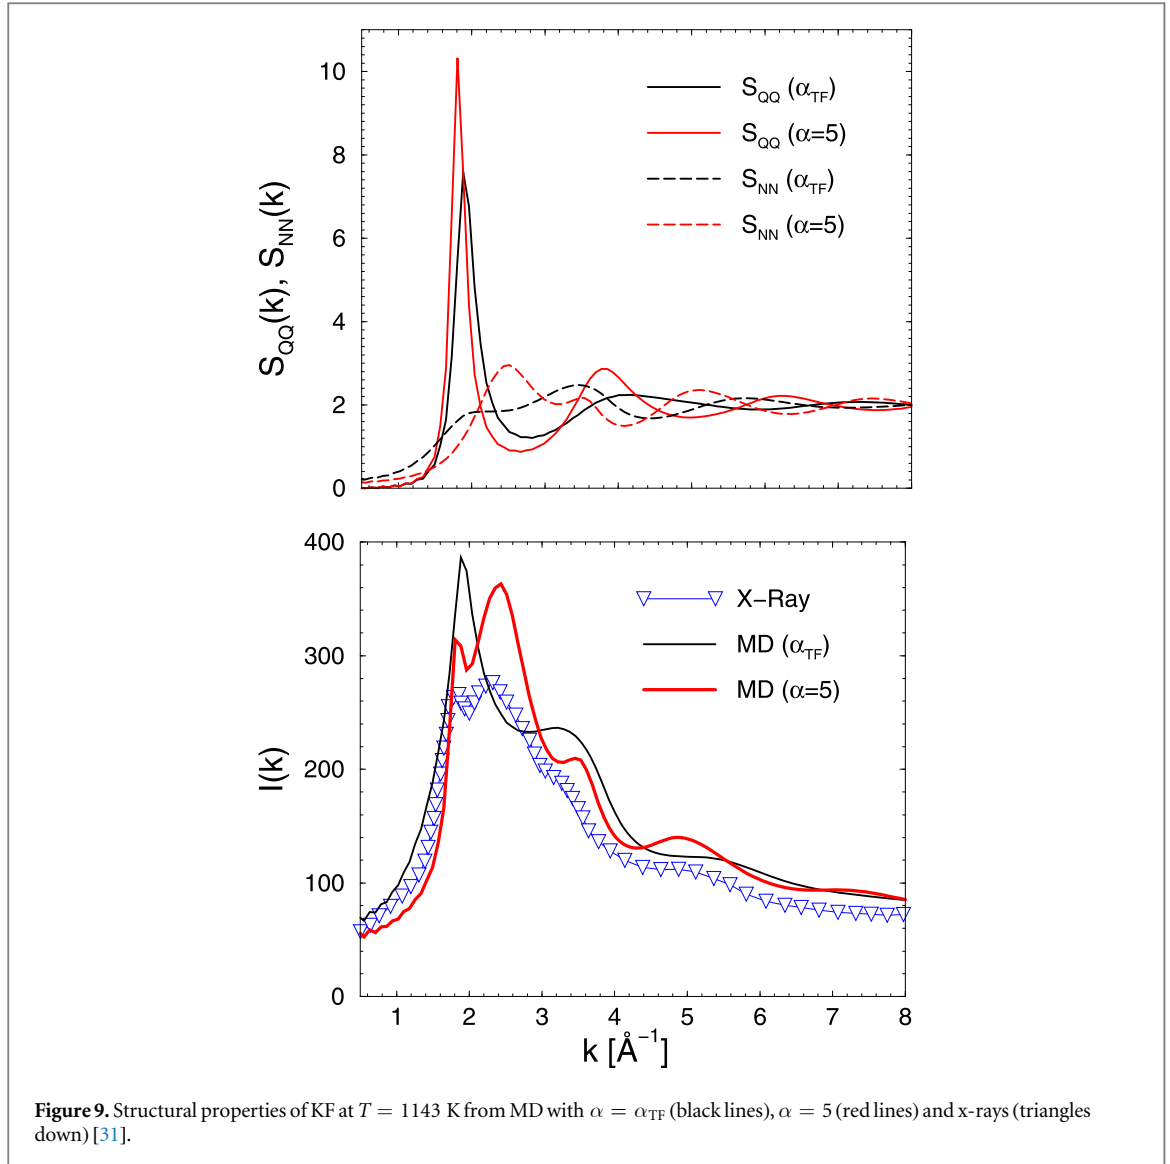 S_QQ(k), S_NN(k)
10
8
6
4
2
0
S_QQ (α_TF)
S_QQ (α=5)
S_NN (α_TF)
S_NN (α=5)
I(k)
400
300
200
100
0
X−Ray
MD (α_TF)
MD (α=5)
1 2 3 4 5 6 7 8
k [Å⁻¹]
Figure 9. Structural properties of KF at T = 1143 K from MD with α = α_TF (black lines), α = 5 (red lines) and x-rays (triangles
down) [31].